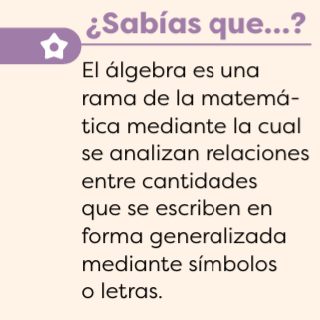 ¿Sabías que...?
El álgebra es una
rama de la matemá-
tica mediante la cual
se analizan relaciones
entre cantidades
que se escriben en
forma generalizada
mediante símbolos
o letras.